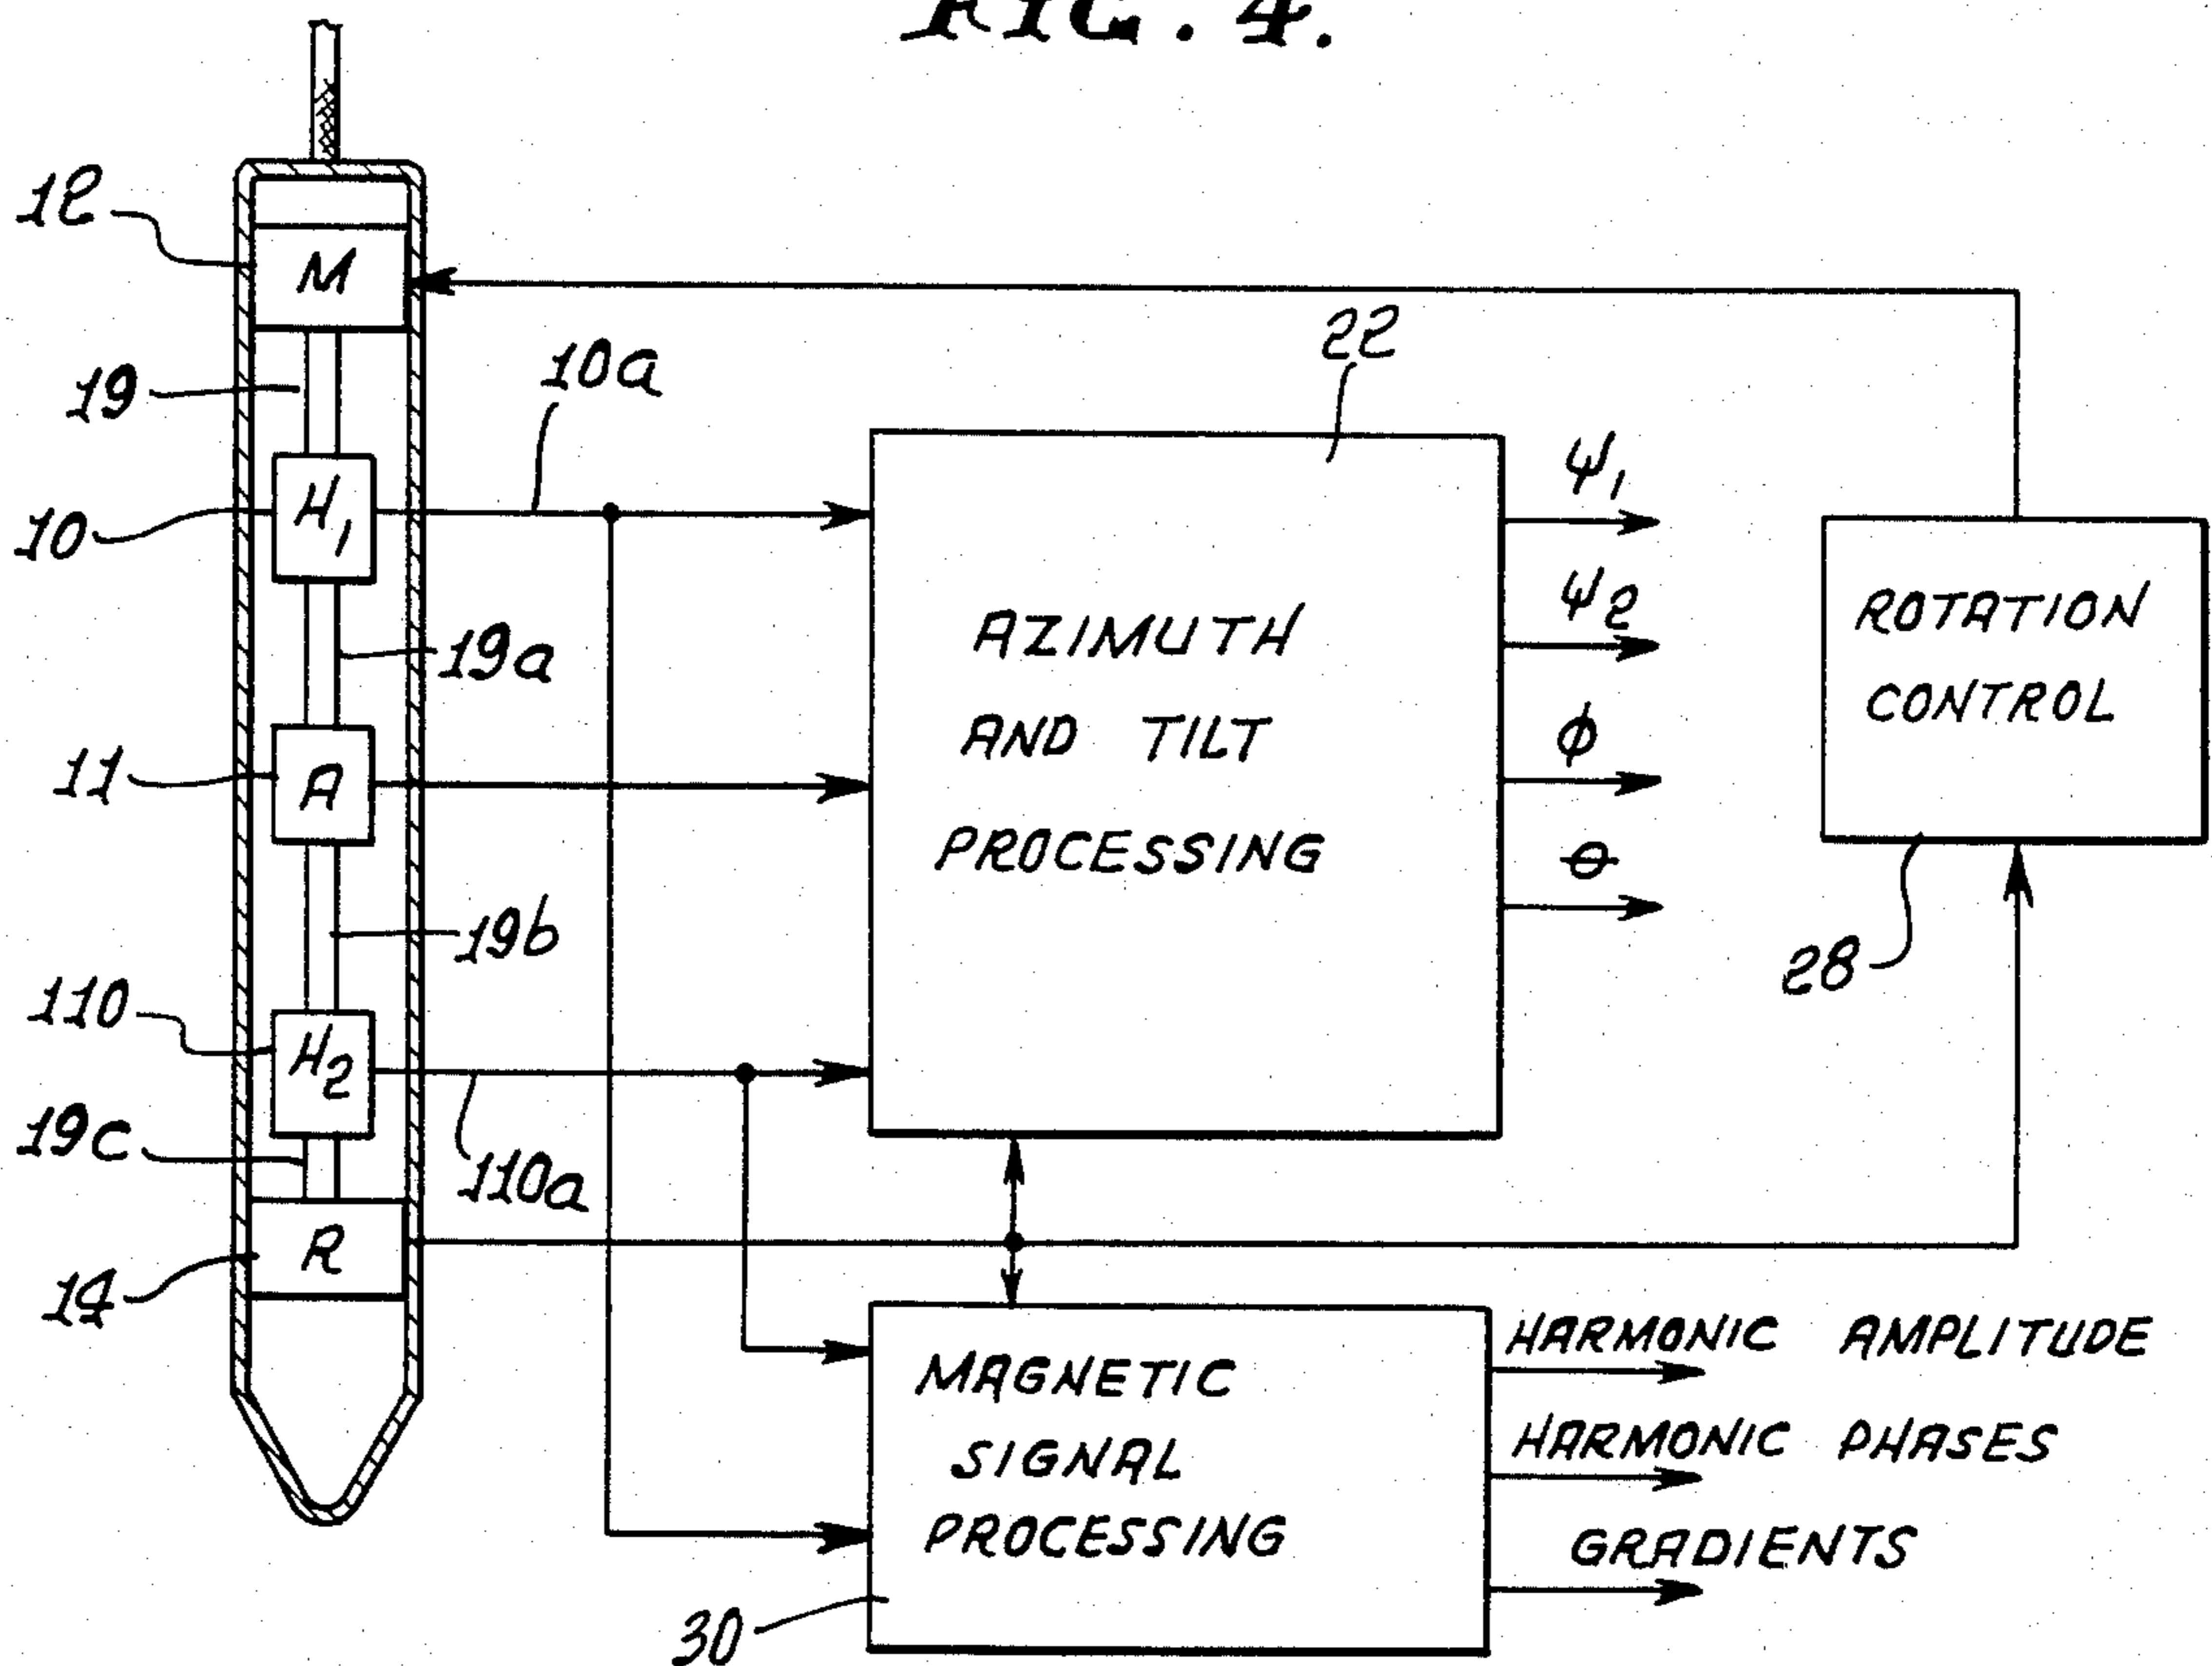 FIG. 4.
12
M
19
10a
22
10
H1
ψ1
19a
ψ2
AZIMUTH
AND TILT
PROCESSING
ROTATION
CONTROL
11
A
ϕ
θ
19b
28
110
H2
19c
110a
14
R
MAGNETIC
SIGNAL
PROCESSING
HARMONIC AMPLITUDE
HARMONIC PHASES
GRADIENTS
30